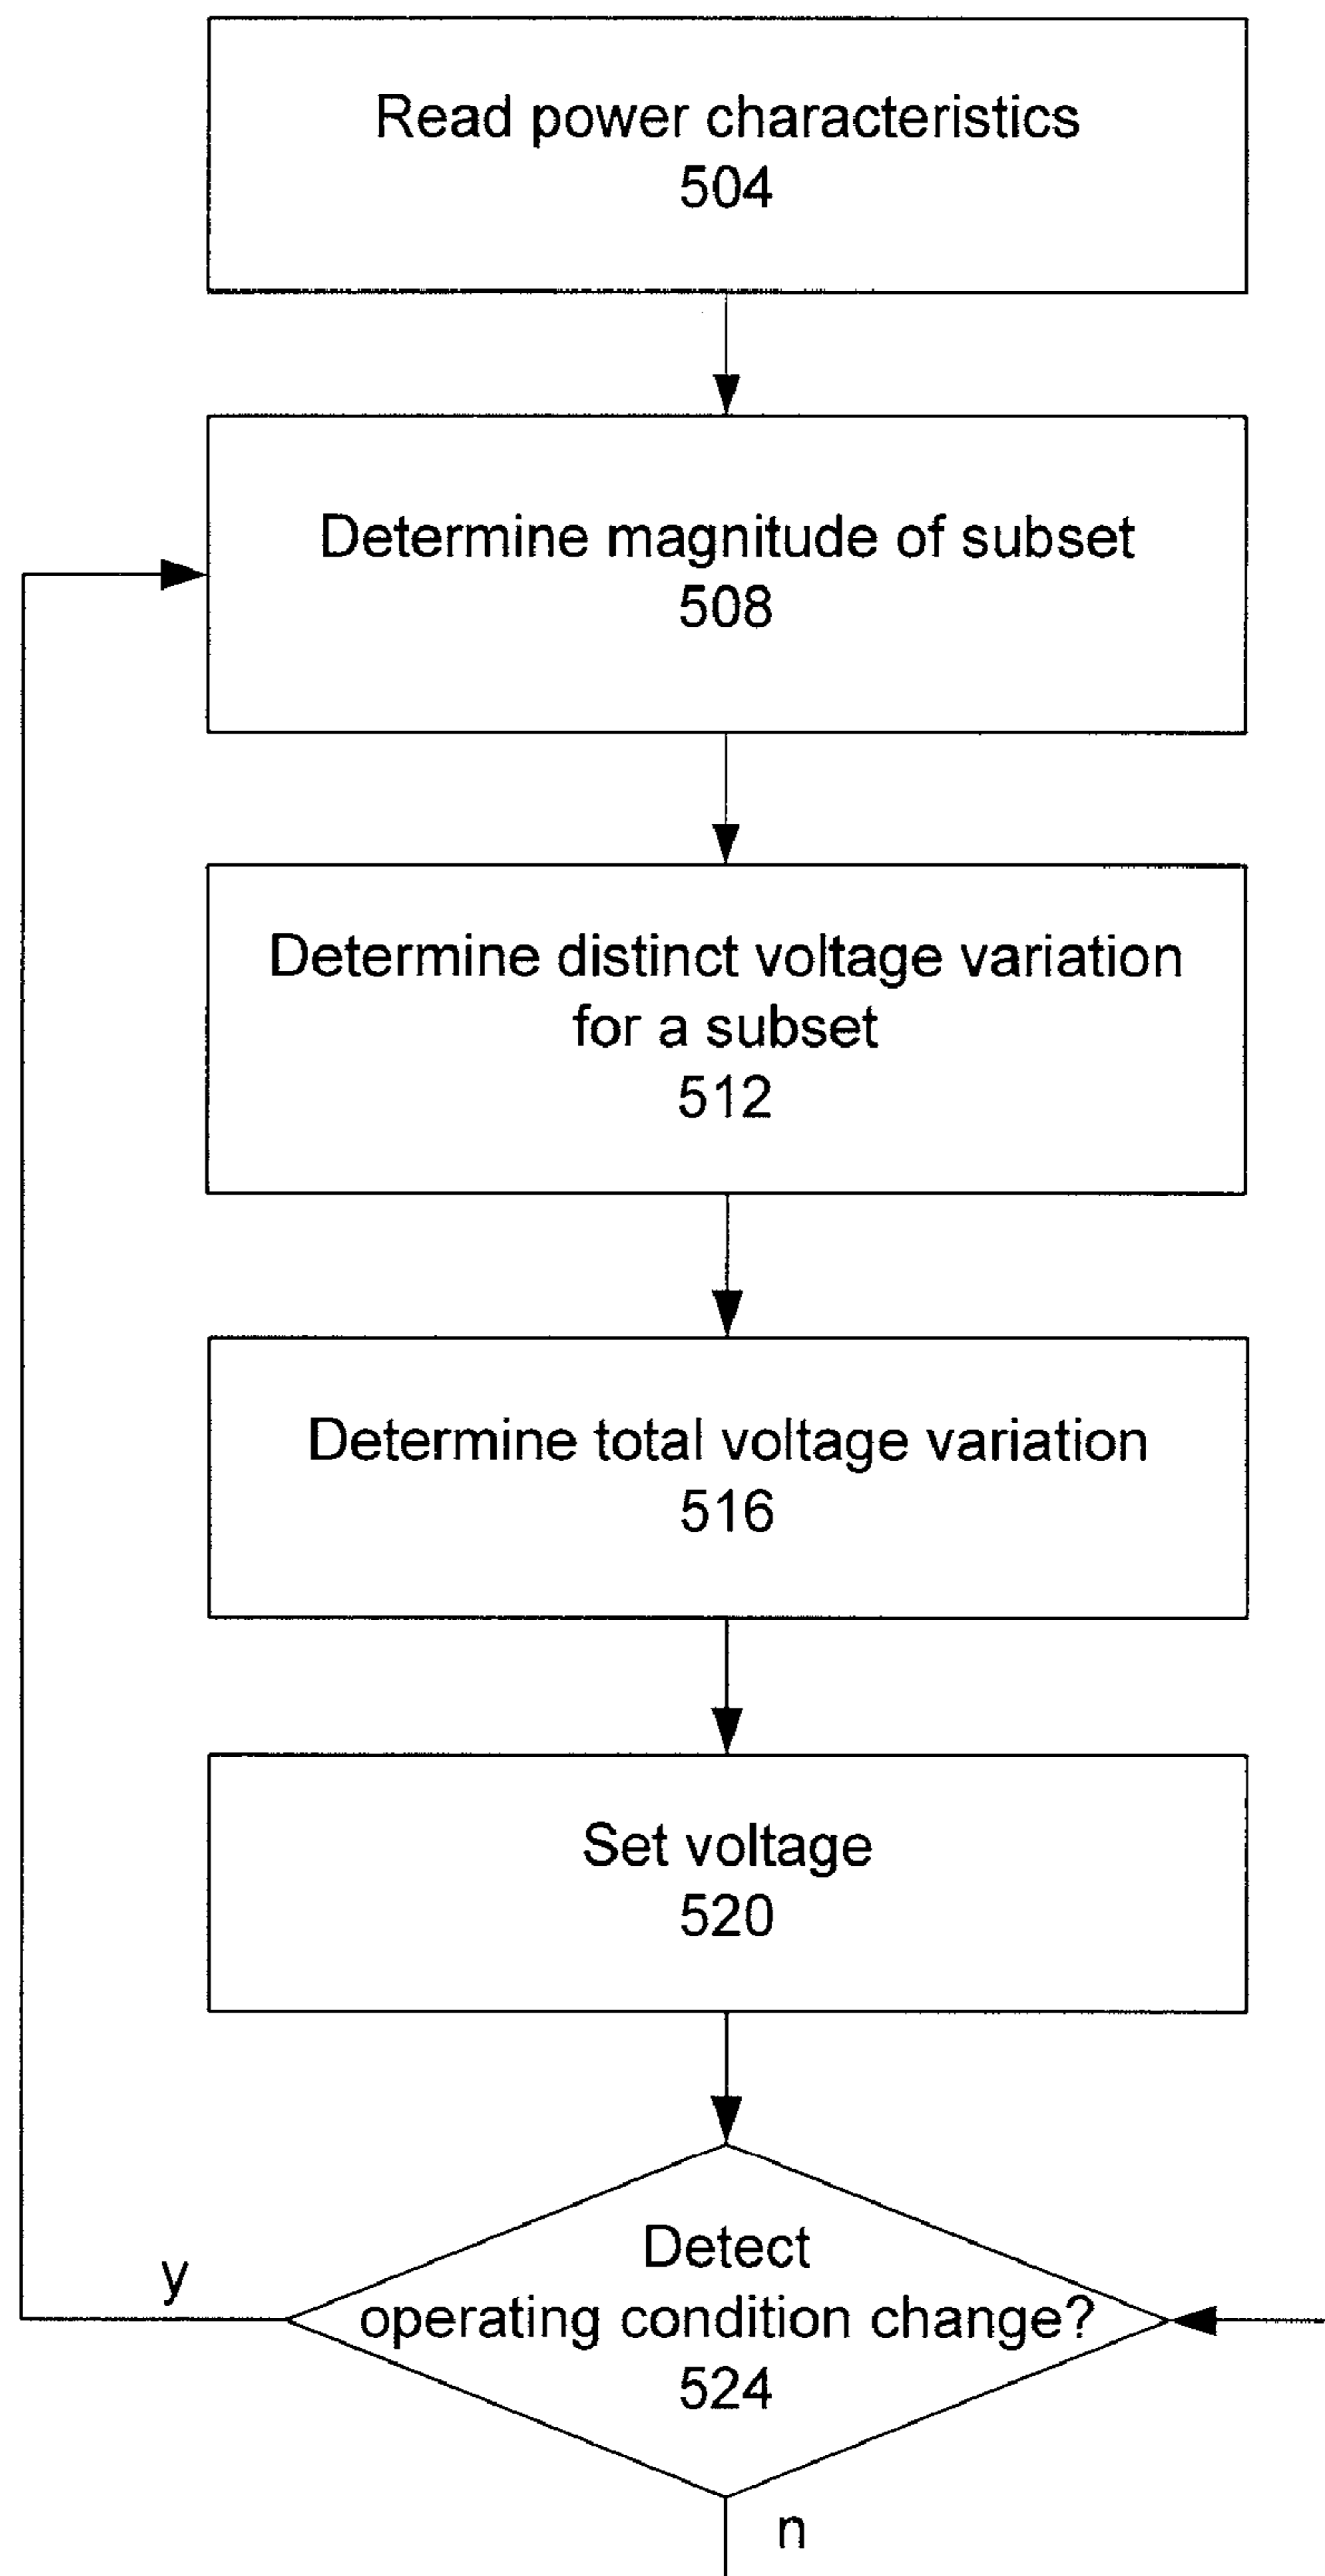 Read power characteristics
504
Determine magnitude of subset
508
Determine distinct voltage variation
for a subset
512
Determine total voltage variation
516
Set voltage
520
Detect
operating condition change?
524
y
n